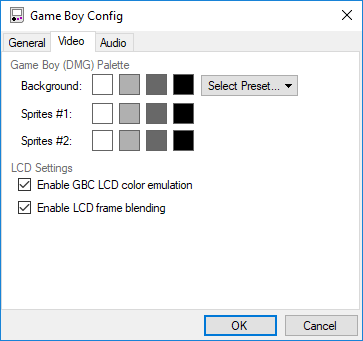 Game Boy Config
General Video Audio
Game Boy (DMG) Palette
Background: Select Preset...
Sprites #1:
Sprites #2:
LCD Settings
Enable GBC LCD color emulation
Enable LCD frame blending
OK Cancel